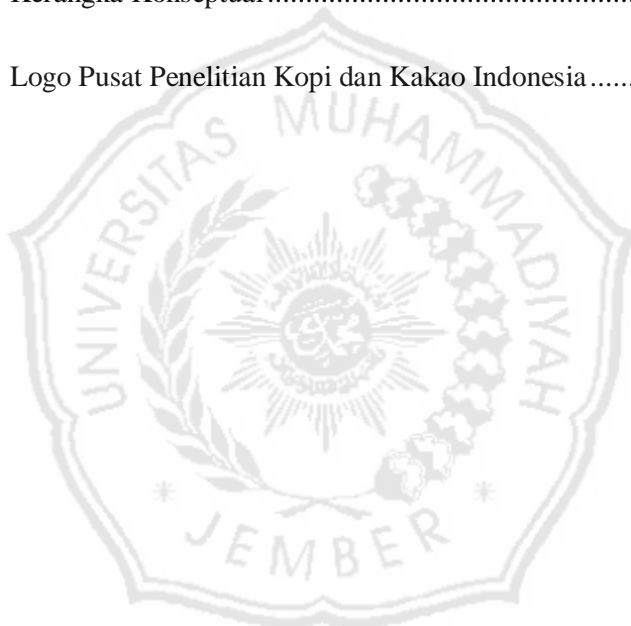 Kerangka Konseptual.......................................................
Logo Pusat Penelitian Kopi dan Kakao Indonesia......
UNIVERSITAS MUHAMMADIYAH
* JEMBER *